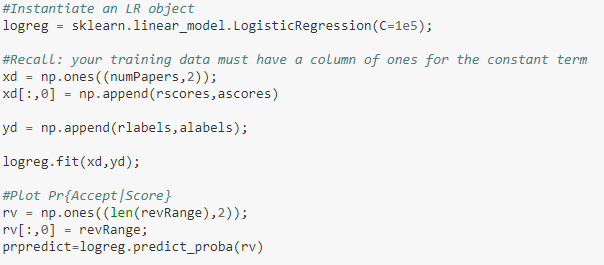 #Instantiate an LR object
logreg = sklearn.linear_model.LogisticRegression(C=1e5);
#Recall: your training data must have a column of ones for the constant term
xd = np.ones((numPapers,2));
xd[:,0] = np.append(rscores,ascores)
yd = np.append(rlabels,alabels);
logreg.fit(xd,yd);
#Plot Pr{Accept|Score}
rv = np.ones((len(revRange),2));
rv[:,0] = revRange;
prpredict=logreg.predict_proba(rv)